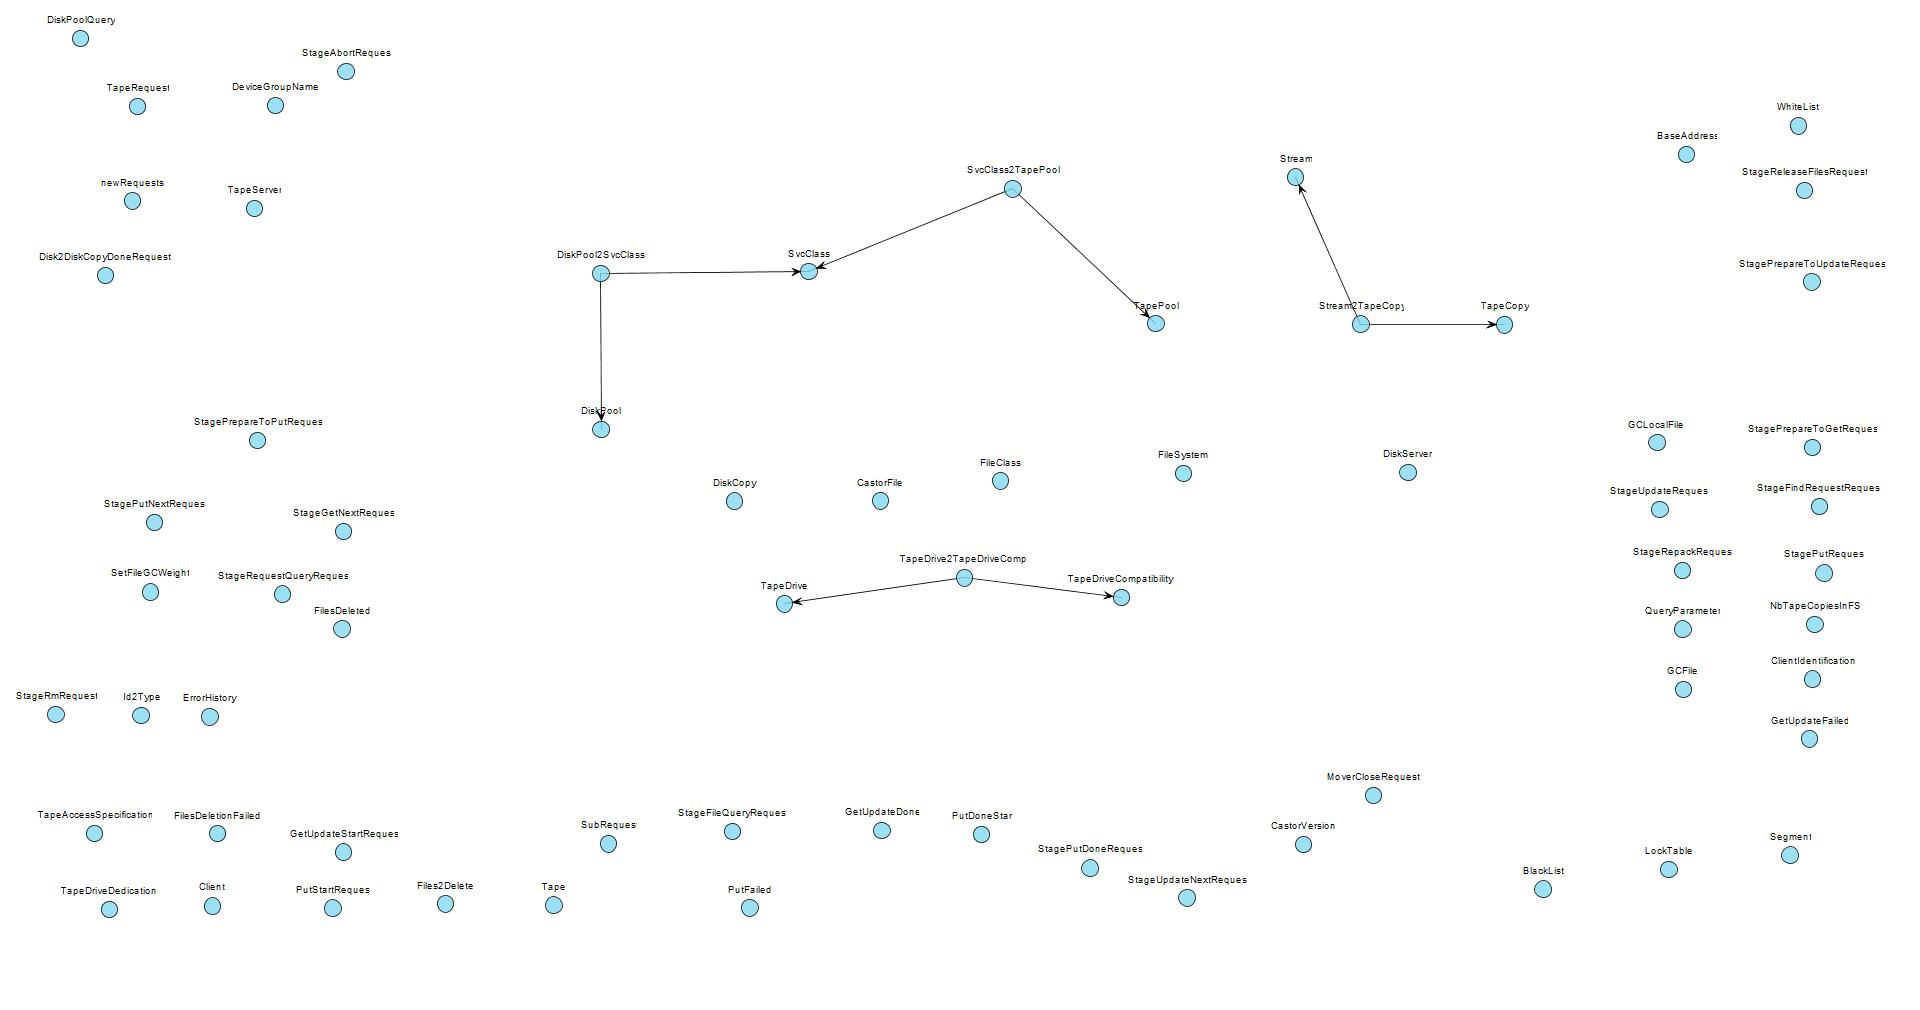 DiskPoolQuery
StageAbortReques
TapeRequest
DeviceGroupName
WhiteList
BaseAddress
Stream
SvcClass2TapePool
StageReleaseFilesRequest
newRequests
TapeServer
DiskPool2SvcClass
SvcClass
Disk2DiskCopyDoneRequest
StagePrepareToUpdateReques
TapePool
Stream2TapeCopy
TapeCopy
DiskPool
StagePrepareToPutReques
GCLocalFile
StagePrepareToGetReques
FileClass
FileSystem
DiskServer
DiskCopy
CastorFile
StageUpdateReques
StageFindRequestReques
StagePutNextReques
StageGetNextReques
StageRepackReques
StagePutReques
TapeDrive2TapeDriveComp
SetFileGCWeight
StageRequestQueryReques
TapeDrive
TapeDriveCompatibility
FilesDeleted
QueryParameter
NbTapeCopiesInFS
GCFile
ClientIdentification
StageRmRequest
Id2Type
ErrorHistory
GetUpdateFailed
MoverCloseRequest
TapeAccessSpecification
FilesDeletionFailed
GetUpdateStartReques
SubReques
StageFileQueryReques
GetUpdateDone
PutDoneStar
CastorVersion
Segment
StagePutDoneReques
LockTable
StageUpdateNextReques
BlackList
TapeDriveDedication
Client
PutStartReques
Files2Delete
Tape
PutFailed